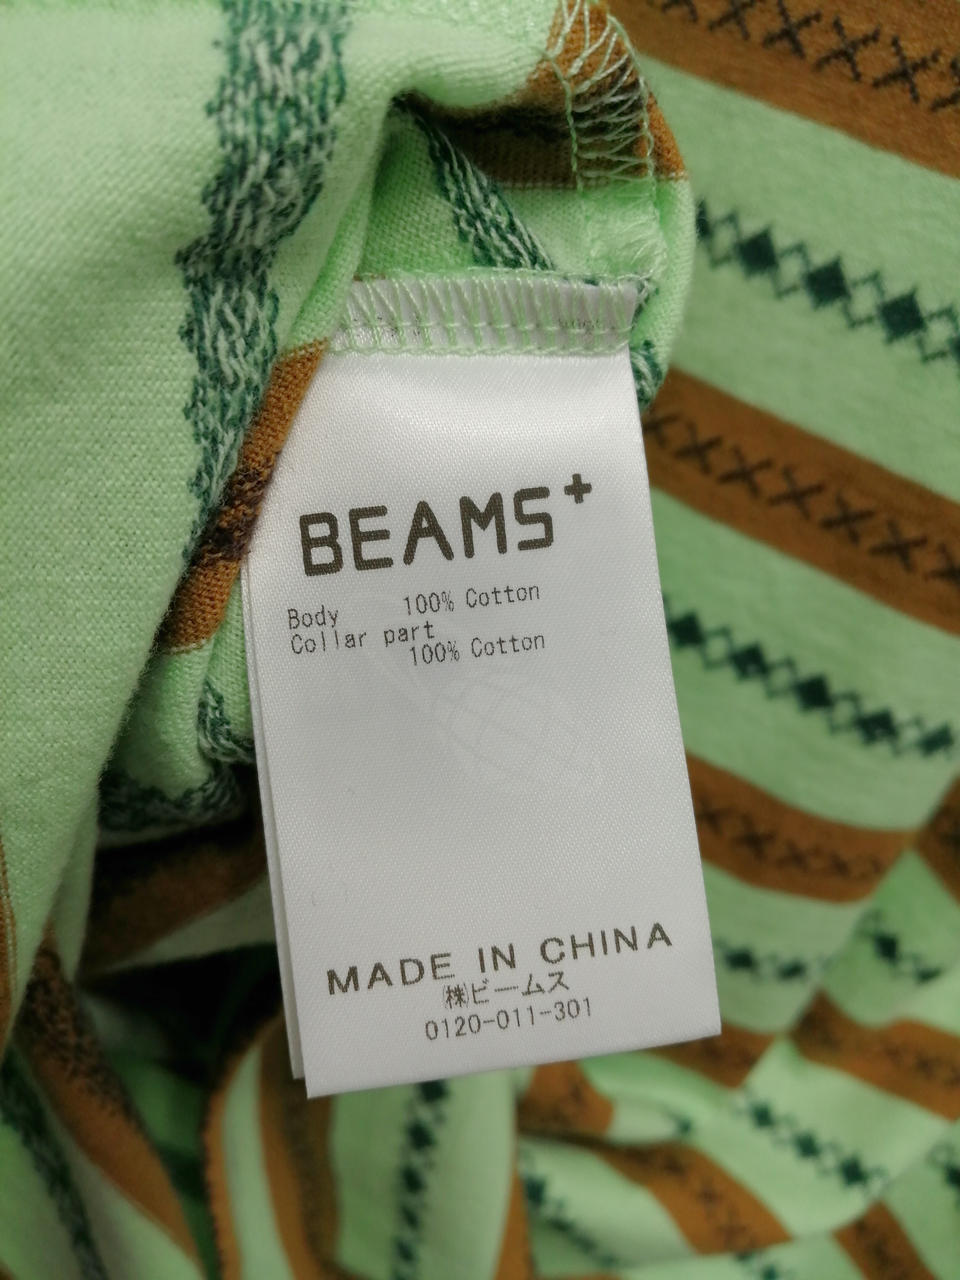 BEAMS+
Body 100% Cotton
Collar part
100% Cotton
MADE IN CHINA
㈱ビームス
0120-011-301